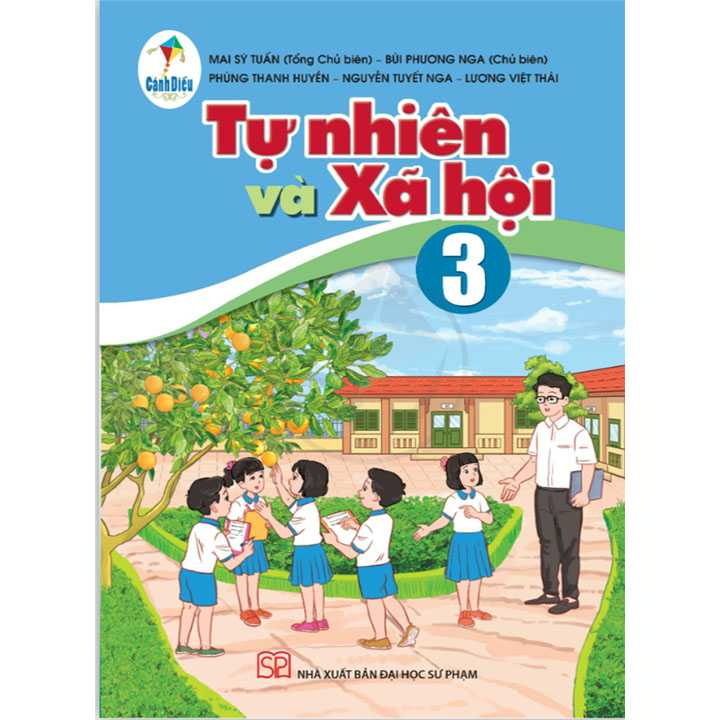 Cánh Diều
MAI SỸ TUẤN (Tổng Chủ biên) – BÙI PHƯƠNG NGA (Chủ biên)
PHÙNG THANH HUYỀN – NGUYỄN TUYẾT NGA – LƯƠNG VIỆT THÁI
Tự nhiên
và Xã hội
3
NHÀ XUẤT BẢN ĐẠI HỌC SƯ PHẠM